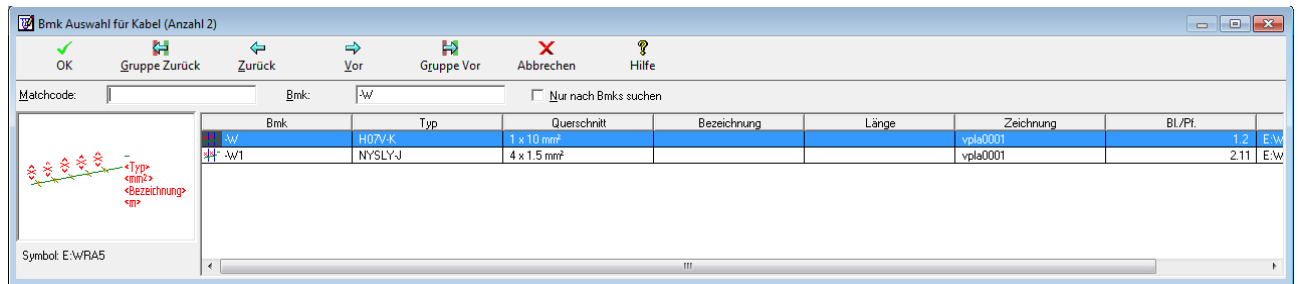 Bmk Auswahl für Kabel (Anzahl 2)
OK Gruppe Zurück Zurück Vor Gruppe Vor Abbrechen Hilfe
Matchcode: Bmk: -W Nur nach Bmks suchen
Bmk Typ Querschnitt Bezeichnung Länge Zeichnung Bl./Pf.
-W H07V-K 1 x 10 mm² vpla0001 1.2 E:W
-W1 NYSLY-J 4 x 1.5 mm² vpla0001 2.11 E:W
-
<Typ>
<mm2>
<Bezeichnung>
<m>
Symbol: E:WRA5